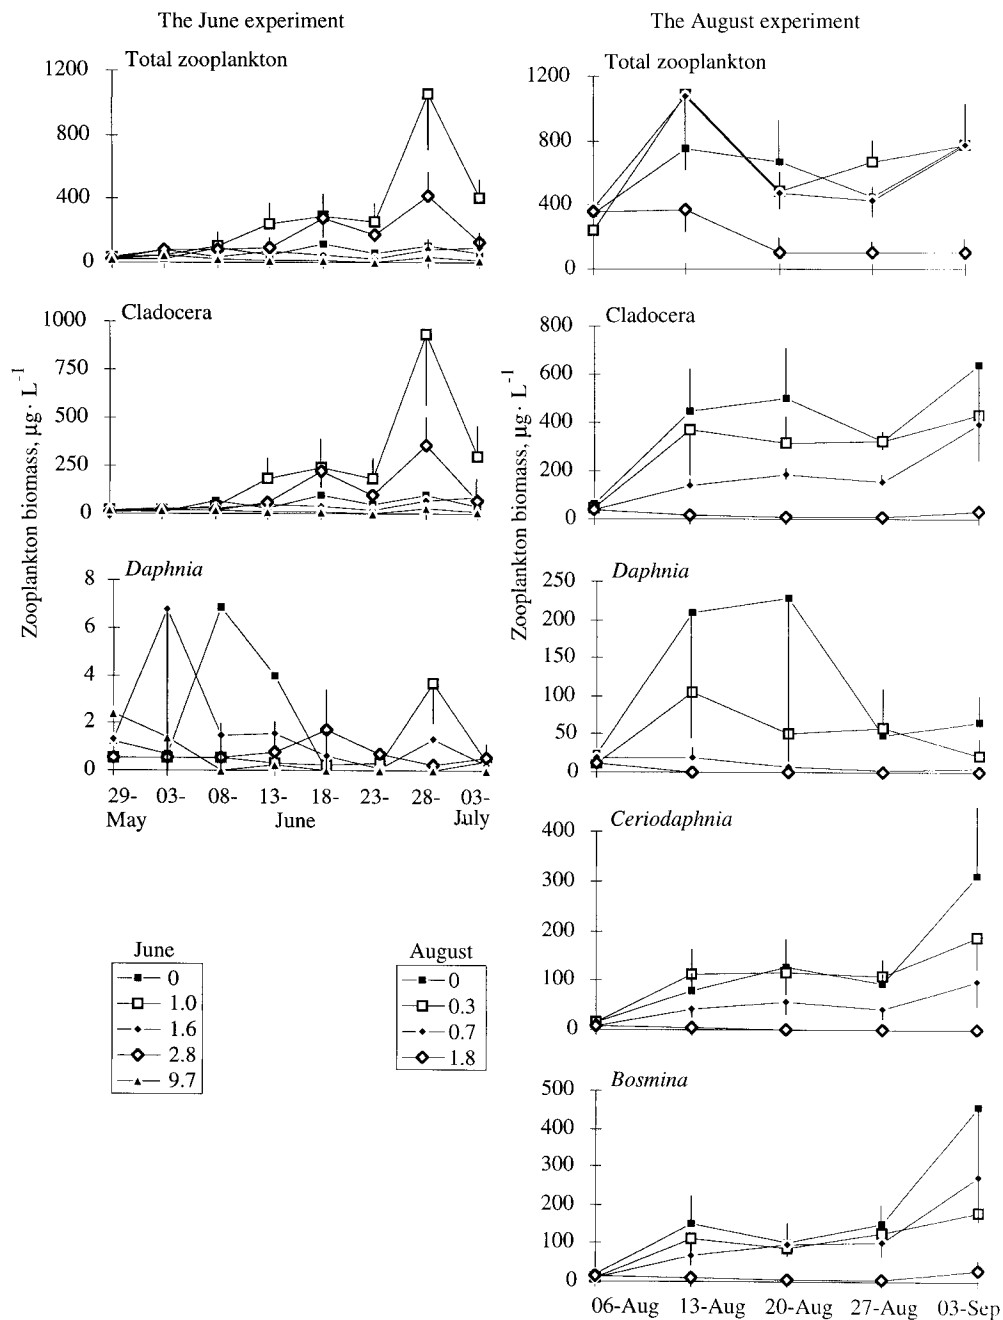 The June experiment
Total zooplankton
1200
800
400
0
Cladocera
1000
750
500
250
0
Daphnia
8
6
4
2
0
29-
03-
08-
13-
18-
23-
28-
03-
May
June
July
Zooplankton biomass, µg· L⁻¹
June
0
1.0
1.6
2.8
9.7
The August experiment
Total zooplankton
1200
800
400
0
Cladocera
800
600
400
200
0
Daphnia
250
200
150
100
50
0
Ceriodaphnia
400
300
200
100
0
Bosmina
500
400
300
200
100
0
06-Aug
13-Aug
20-Aug
27-Aug
03-Sep
Zooplankton biomass, µg· L⁻¹
August
0
0.3
0.7
1.8